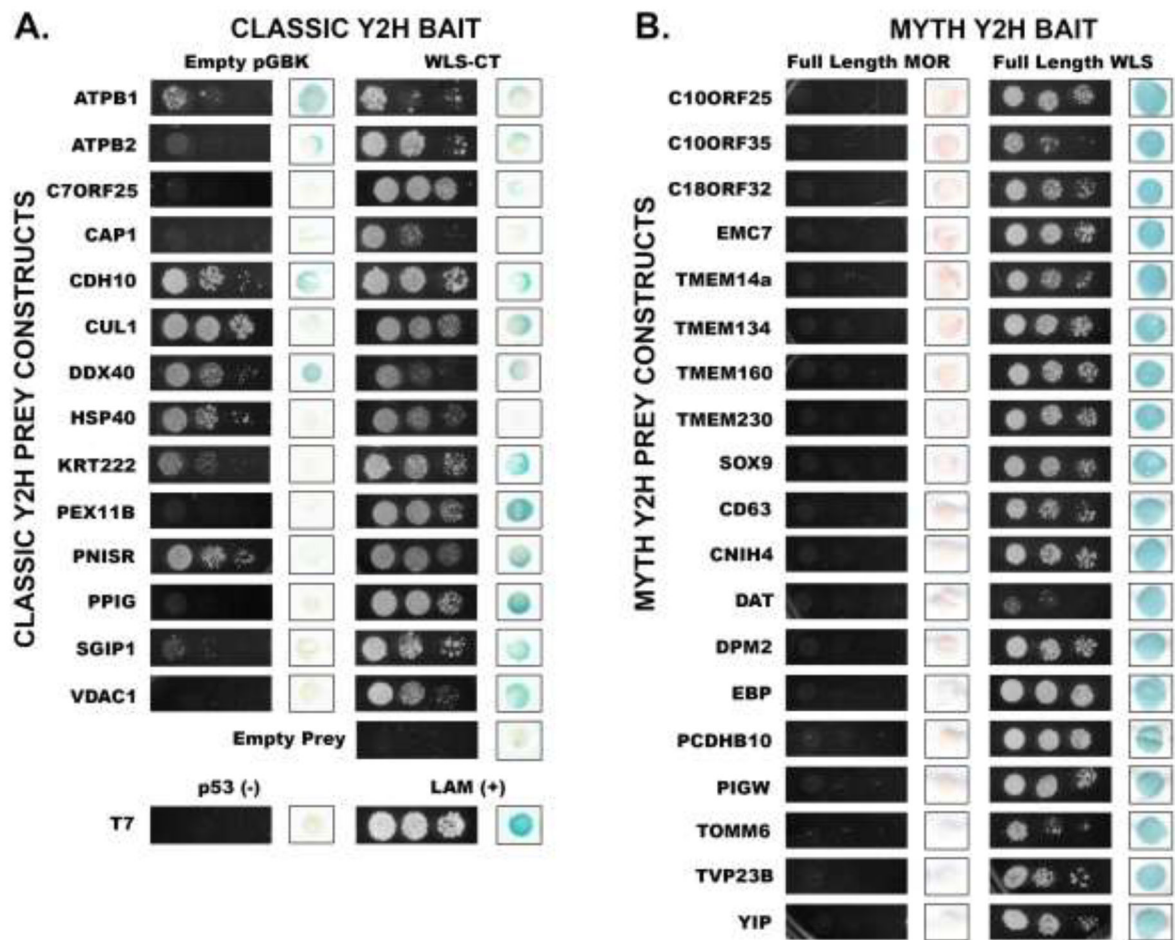 A.
CLASSIC Y2H BAIT
Empty pGBK WLS-CT
CLASSIC Y2H PREY CONSTRUCTS
ATPB1
ATPB2
C7ORF25
CAP1
CDH10
CUL1
DDX40
HSP40
KRT222
PEX11B
PNISR
PPIG
SGIP1
VDAC1
Empty Prey
p53 (-) LAM (+)
T7
B.
MYTH Y2H BAIT
Full Length MOR Full Length WLS
MYTH Y2H PREY CONSTRUCTS
C10ORF25
C10ORF35
C18ORF32
EMC7
TMEM14a
TMEM134
TMEM160
TMEM230
SOX9
CD63
CNIH4
DAT
DPM2
EBP
PCDHB10
PIGW
TOMM6
TVP23B
YIP